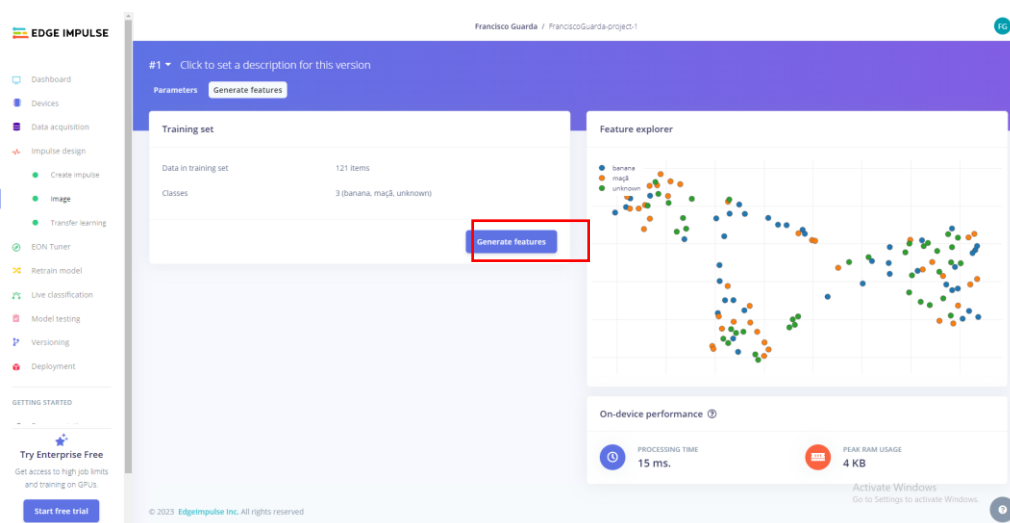 EDGE IMPULSE
Francisco Guarda / FranciscoGuarda-project-1
FG
#1 Click to set a description for this version
Parameters Generate features
Dashboard
Devices
Data acquisition
Impulse design
Create impulse
Image
Transfer learning
EON Tuner
Retrain model
Live classification
Model testing
Versioning
Deployment
GETTING STARTED
Try Enterprise Free
Get access to high job limits
and training on GPUs.
Start free trial
Training set
Data in training set 121 items
Classes 3 (banana, maçã, unknown)
Generate features
Feature explorer
banana
maçã
unknown
On-device performance ?
PROCESSING TIME
15 ms.
PEAK RAM USAGE
4 KB
Activate Windows
Go to Settings to activate Windows.
© 2023 EdgeImpulse Inc. All rights reserved
?